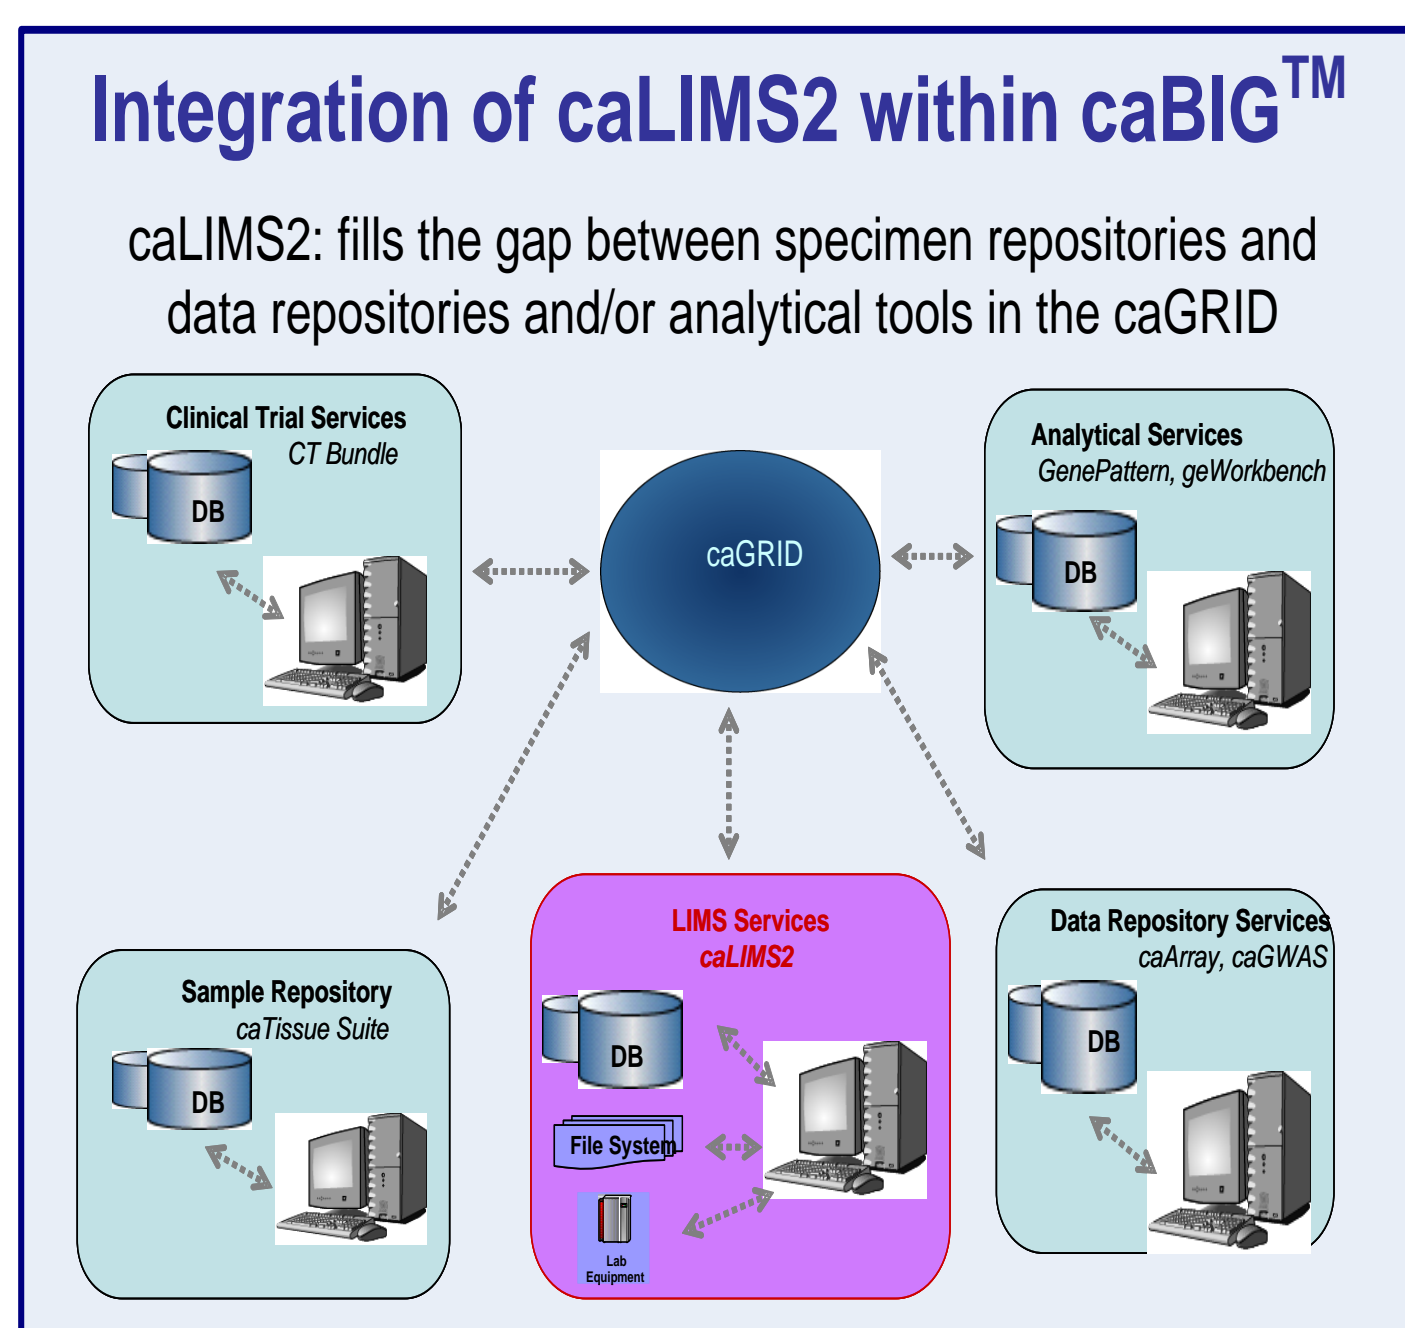 Integration of caLIMS2 within caBIG™
caLIMS2: fills the gap between specimen repositories and
data repositories and/or analytical tools in the caGRID
Clinical Trial Services
CT Bundle
DB
caGRID
Analytical Services
GenePattern, geWorkbench
DB
Sample Repository
caTissue Suite
DB
LIMS Services
caLIMS2
DB
File System
Lab
Equipment
Data Repository Services
caArray, caGWAS
DB